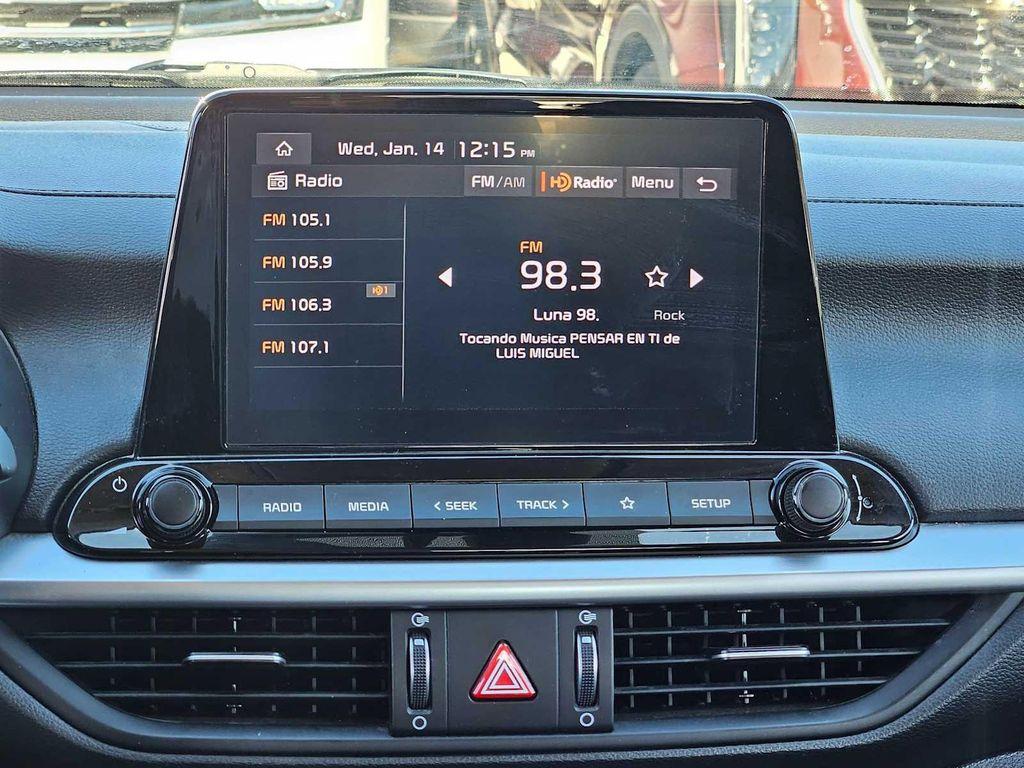 Wed, Jan. 14 12:15 PM
Radio FM/AM HD Radio® Menu
FM 105.1
FM 105.9
FM 106.3 HD1
FM 107.1
FM
98.3
Luna 98. Rock
Tocando Musica PENSAR EN TI de
LUIS MIGUEL
RADIO MEDIA < SEEK TRACK > SETUP